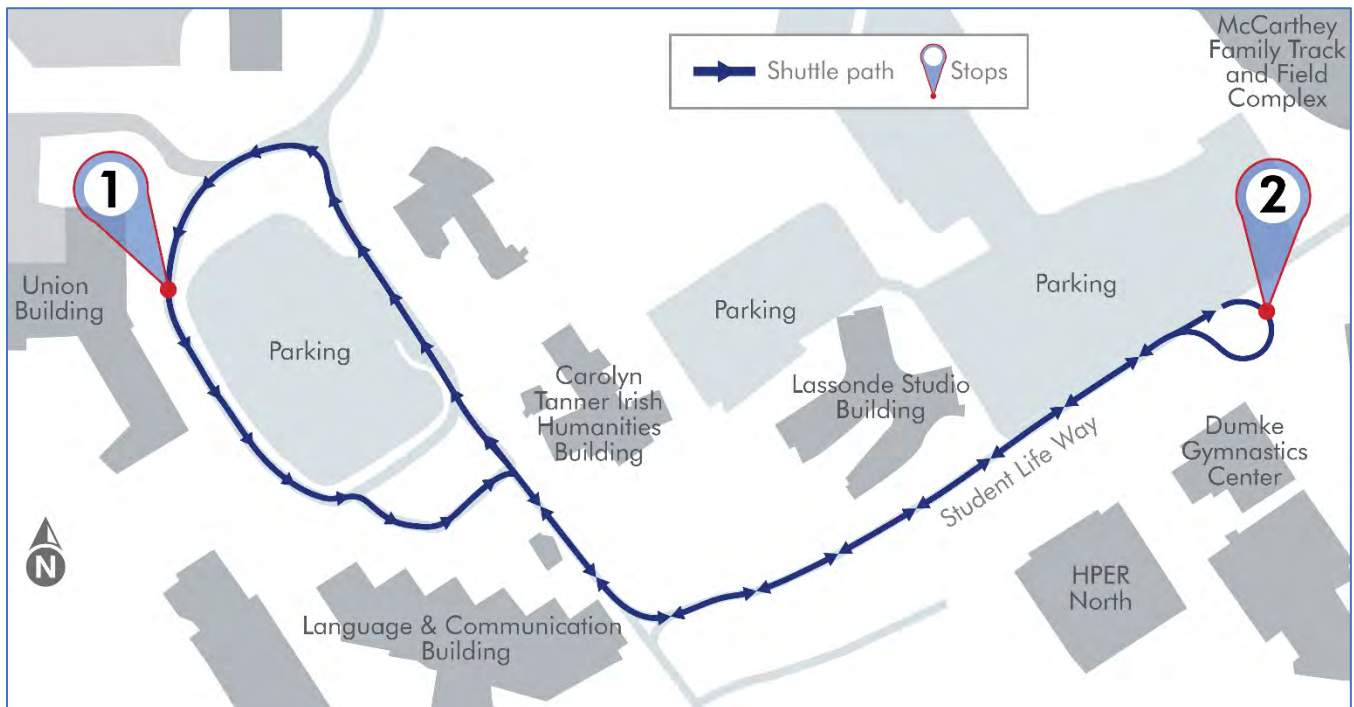 McCarthey
Family Track
and Field
Complex
Shuttle path
Stops
1
2
Union
Building
Parking
Parking
Parking
Carolyn
Tanner Irish
Humanities
Building
Lassonde Studio
Building
Student Life Way
Dumke
Gymnastics
Center
HPER
North
Language & Communication
Building
N